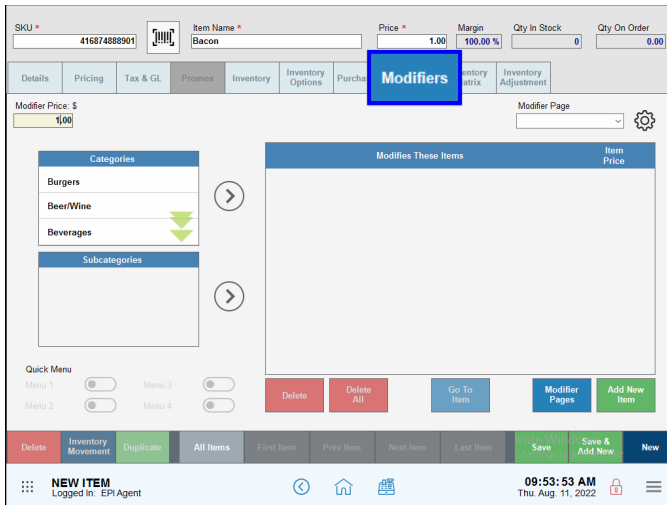 SKU *
416874888901
Item Name *
Bacon
Price *
1.00
Margin
100.00 %
Qty In Stock
0
Qty On Order
0.00
Details
Pricing
Tax & GL
Promos
Inventory
Inventory
Options
Purcha
Modifiers
entory
atrix
Inventory
Adjustment
Modifier Price: $
1.00
Modifier Page
Categories
Burgers
Beer/Wine
Beverages
Subcategories
Modifies These Items
Item
Price
Quick Menu
Menu 1
Menu 3
Menu 2
Menu 4
Delete
Delete
All
Go To
Item
Modifier
Pages
Add New
Item
Delete
Inventory
Movement
Duplicate
All Items
First Item
Prev Item
Next Item
Last Item
Save
Save &
Add New
New
NEW ITEM
Logged In: EPI Agent
09:53:53 AM
Thu. Aug. 11, 2022